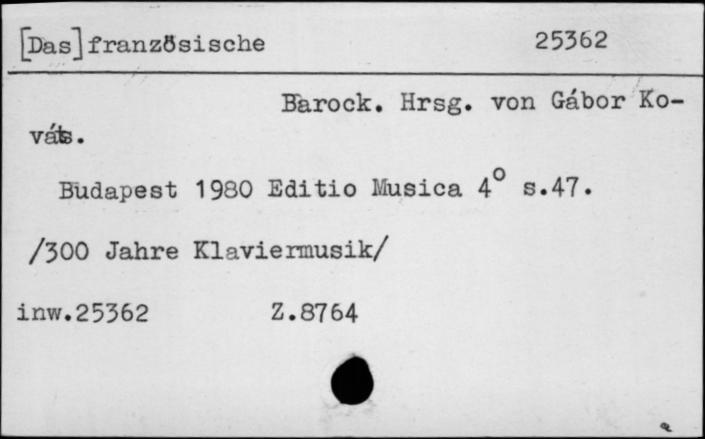 [Das] französische 25362
Barock. Hrsg. von Gábor Ko-
váts.
Budapest 1980 Editio Musica 4° s.47.
/300 Jahre Klaviermusik/
inw.25362 Z.8764